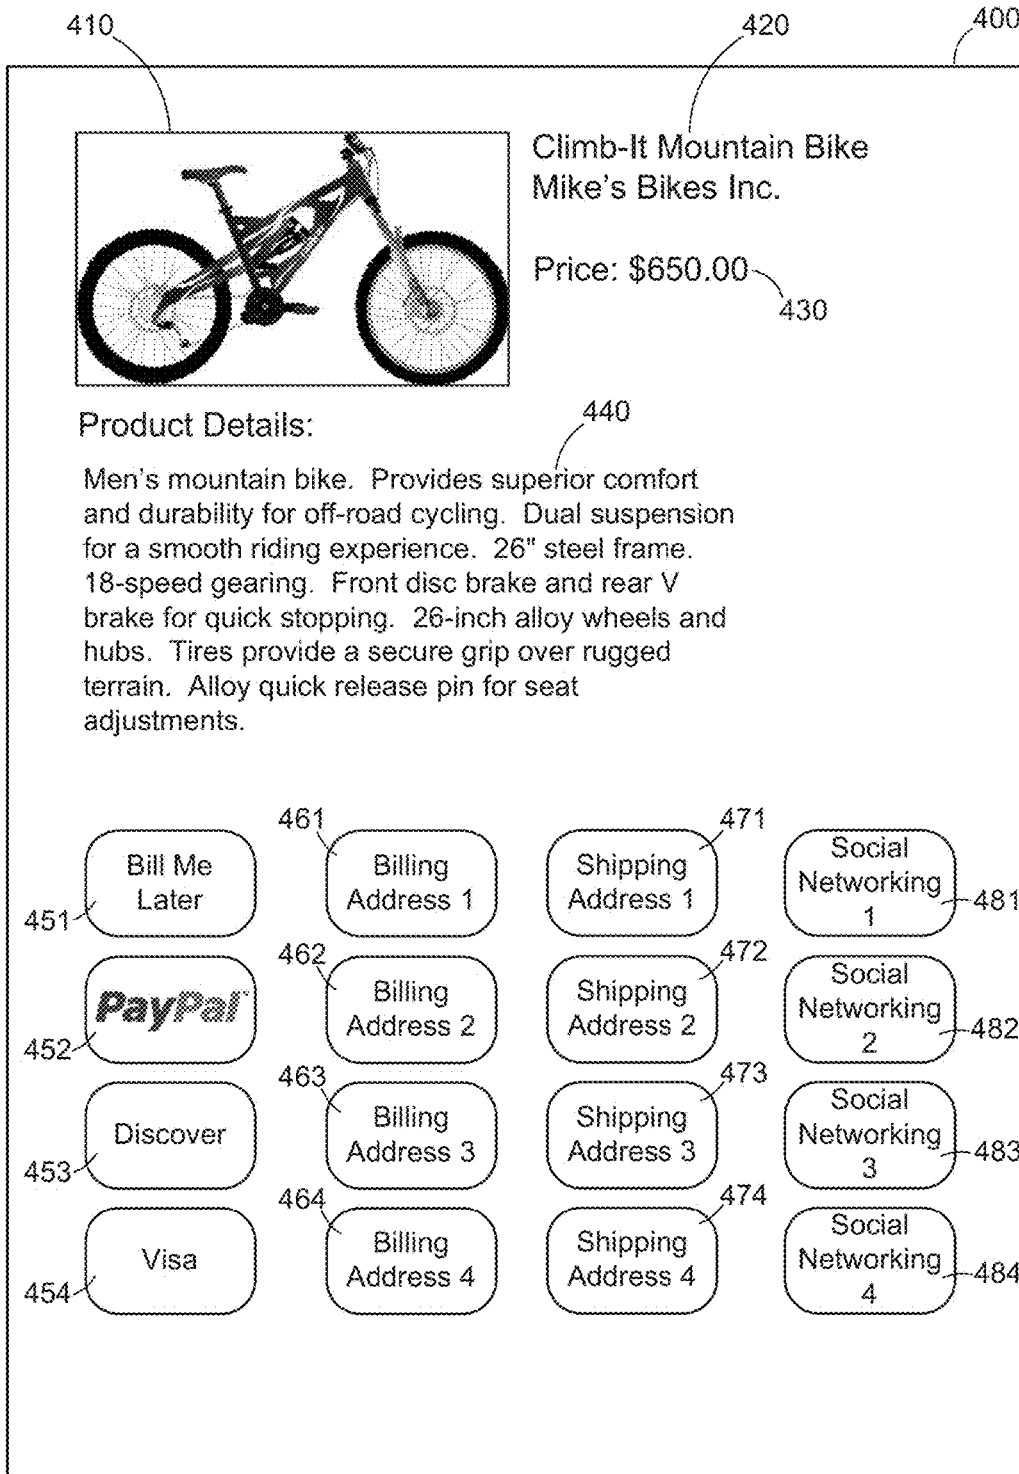 410
420
400
Climb-It Mountain Bike
Mike's Bikes Inc.
Price: $650.00
430
Product Details:
440
Men's mountain bike.  Provides superior comfort
and durability for off-road cycling.  Dual suspension
for a smooth riding experience.  26" steel frame.
18-speed gearing.  Front disc brake and rear V
brake for quick stopping.  26-inch alloy wheels and
hubs.  Tires provide a secure grip over rugged
terrain.  Alloy quick release pin for seat
adjustments.
451
Bill Me
Later
461
Billing
Address 1
471
Shipping
Address 1
Social
Networking
1
481
452
PayPal™
462
Billing
Address 2
472
Shipping
Address 2
Social
Networking
2
482
453
Discover
463
Billing
Address 3
473
Shipping
Address 3
Social
Networking
3
483
454
Visa
464
Billing
Address 4
474
Shipping
Address 4
Social
Networking
4
484